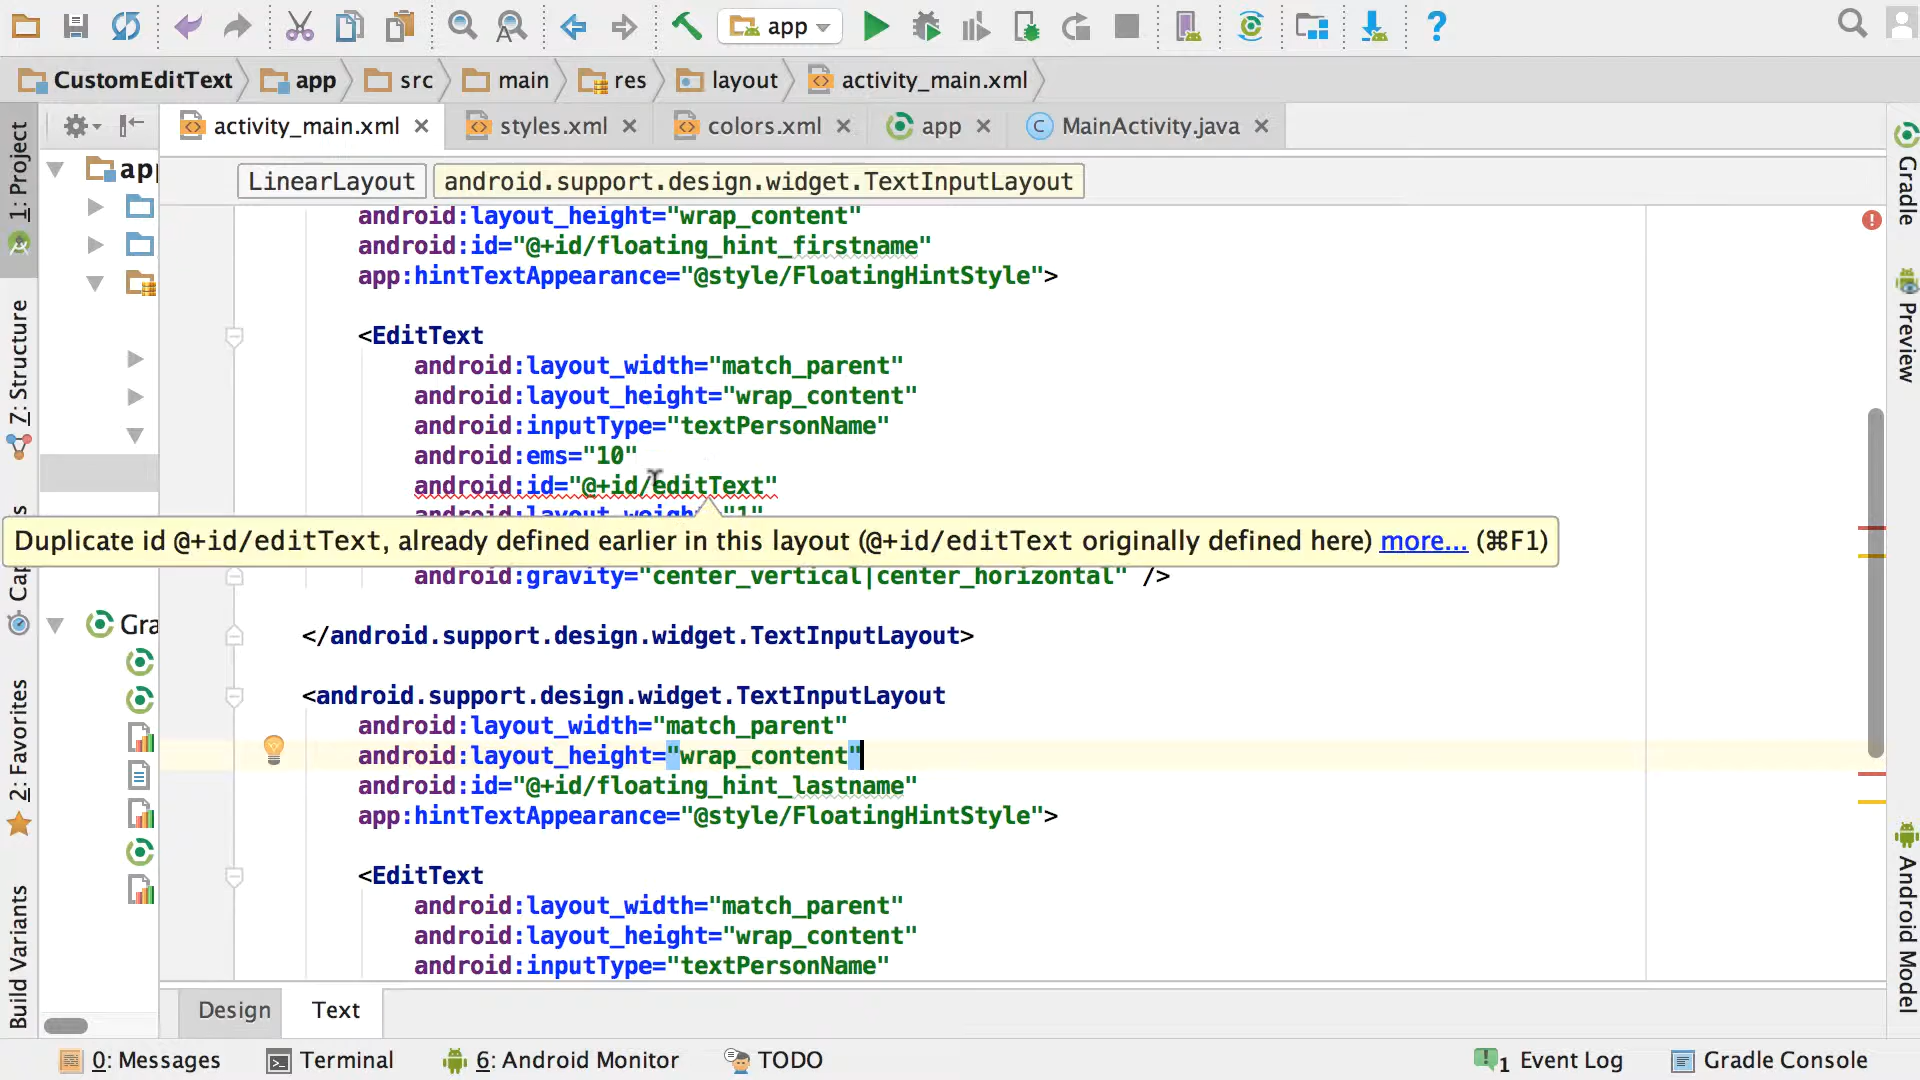 app
CustomEditText app src main res layout activity_main.xml
activity_main.xml styles.xml colors.xml app MainActivity.java
LinearLayout android.support.design.widget.TextInputLayout
android:layout_height="wrap_content"
android:id="@+id/floating_hint_firstname"
app:hintTextAppearance="@style/FloatingHintStyle">
<EditText
android:layout_width="match_parent"
android:layout_height="wrap_content"
android:inputType="textPersonName"
android:ems="10"
android:id="@+id/editText"
android:layout_weight="1"
Duplicate id @+id/editText, already defined earlier in this layout (@+id/editText originally defined here) more... (⌘F1)
android:gravity="center_vertical|center_horizontal" />
</android.support.design.widget.TextInputLayout>
<android.support.design.widget.TextInputLayout
android:layout_width="match_parent"
android:layout_height="wrap_content"
android:id="@+id/floating_hint_lastname"
app:hintTextAppearance="@style/FloatingHintStyle">
<EditText
android:layout_width="match_parent"
android:layout_height="wrap_content"
android:inputType="textPersonName"
Design Text
0: Messages Terminal 6: Android Monitor TODO 1 Event Log Gradle Console
1: Project
Z: Structure
2: Favorites
Build Variants
app
Gra
Gradle
Preview
Android Model